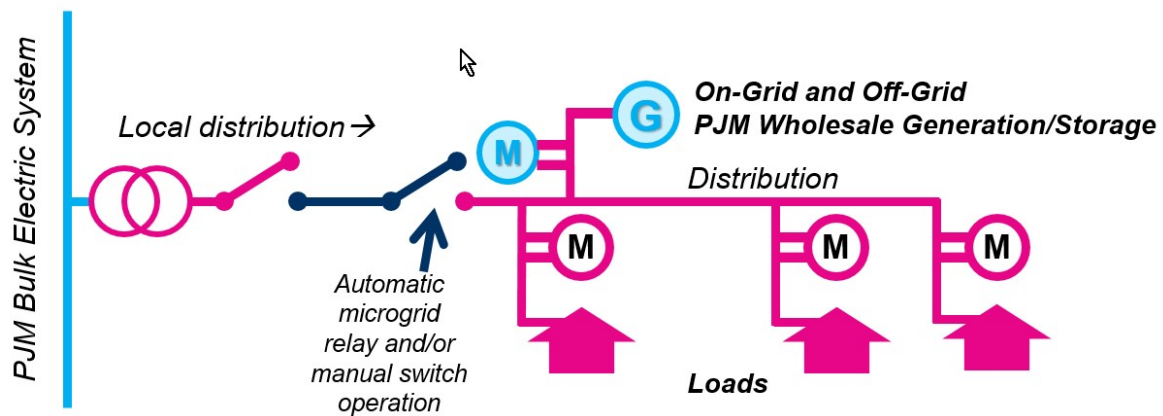 PJM Bulk Electric System
Local distribution→
M
G
On-Grid and Off-Grid
PJM Wholesale Generation/Storage
Distribution
M
M
M
Automatic
microgrid
relay and/or
manual switch
operation
Loads